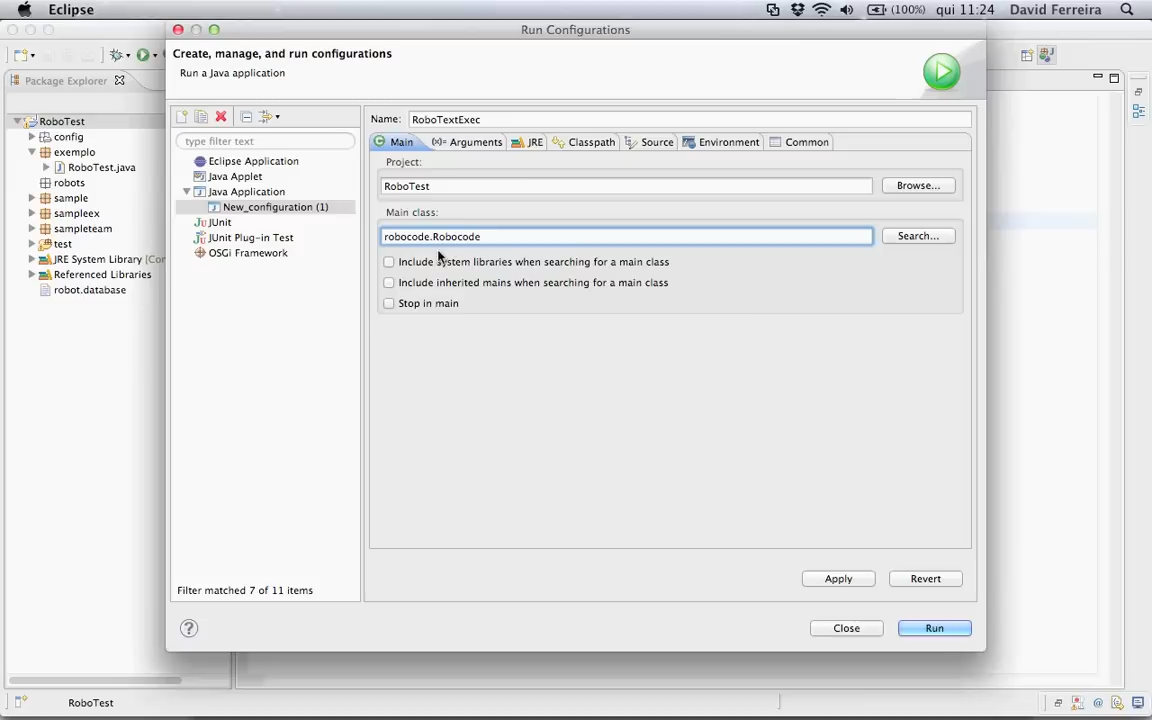 Eclipse
(100%)
qui 11:24
David Ferreira
Run Configurations
Create, manage, and run configurations
Run a Java application
Package Explorer
RoboTest
config
exemplo
RoboTest.java
robots
sample
sampleex
sampleteam
test
JRE System Library [Cor
Referenced Libraries
robot.database
type filter text
Eclipse Application
Java Applet
Java Application
New_configuration (1)
JUnit
JUnit Plug-in Test
OSGi Framework
Filter matched 7 of 11 items
Name: RoboTextExec
Main
Arguments
JRE
Classpath
Source
Environment
Common
Project:
RoboTest
Browse...
Main class:
robocode.Robocode
Search...
Include system libraries when searching for a main class
Include inherited mains when searching for a main class
Stop in main
Apply
Revert
Close
Run
RoboTest